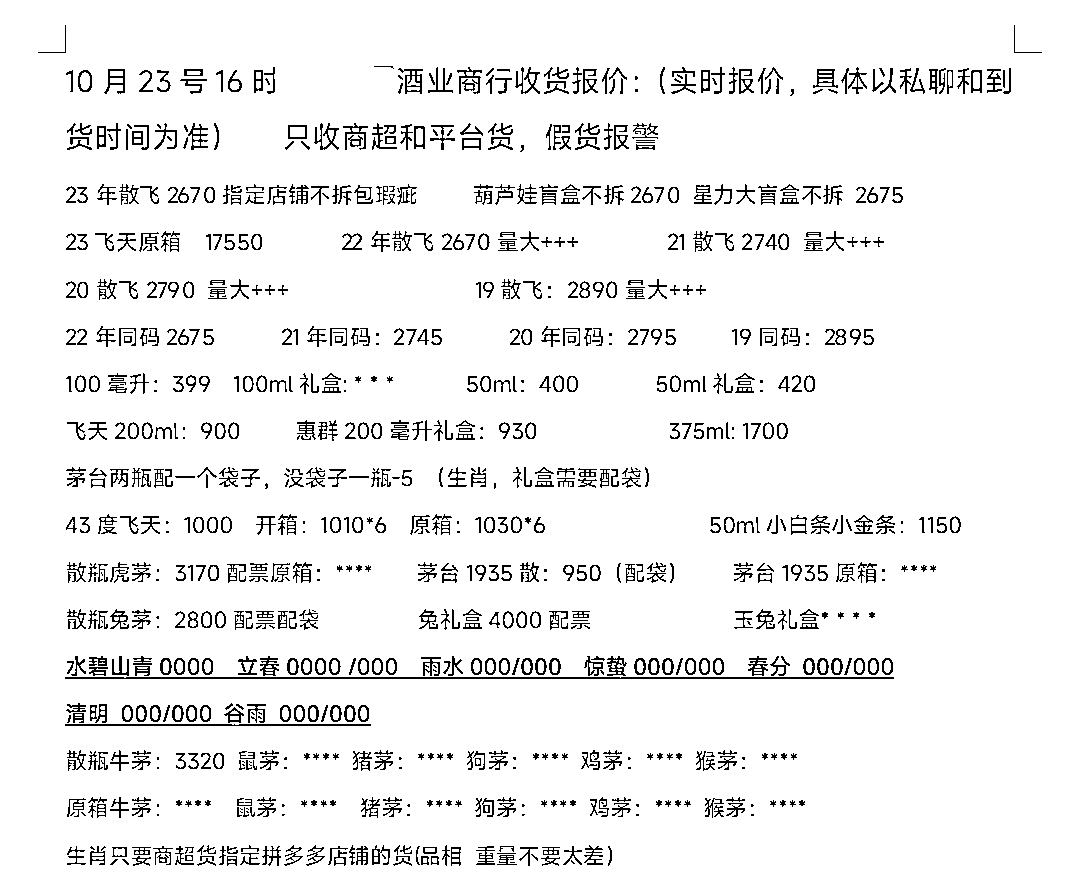 10 月 23 号 16 时 酒业商行收货报价:(实时报价,具体以私聊和到
货时间为准) 只收商超和平台货,假货报警
23 年散飞 2670 指定店铺不拆包瑕疵 葫芦娃盲盒不拆 2670 星力大盲盒不拆 2675
23 飞天原箱 17550 22 年散飞 2670 量大+++ 21 散飞 2740 量大+++
20 散飞 2790 量大+++ 19 散飞:2890 量大+++
22 年同码 2675 21 年同码:2745 20 年同码:2795 19 同码:2895
100 毫升:399 100ml 礼盒:* * * 50ml:400 50ml 礼盒:420
飞天 200ml:900 惠群 200 毫升礼盒:930 375ml: 1700
茅台两瓶配一个袋子,没袋子一瓶-5 (生肖,礼盒需要配袋)
43 度飞天:1000 开箱:1010*6 原箱:1030*6 50ml 小白条小金条:1150
散瓶虎茅:3170 配票原箱:**** 茅台 1935 散:950(配袋) 茅台 1935 原箱:****
散瓶兔茅:2800 配票配袋 兔礼盒 4000 配票 玉兔礼盒* * * *
水碧山青 0000 立春 0000 /000 雨水 000/000 惊蛰 000/000 春分 000/000
清明 000/000 谷雨 000/000
散瓶牛茅:3320 鼠茅:**** 猪茅:**** 狗茅:**** 鸡茅:**** 猴茅:****
原箱牛茅:**** 鼠茅:**** 猪茅:**** 狗茅:**** 鸡茅:**** 猴茅:****
生肖只要商超货指定拼多多店铺的货(品相 重量不要太差)